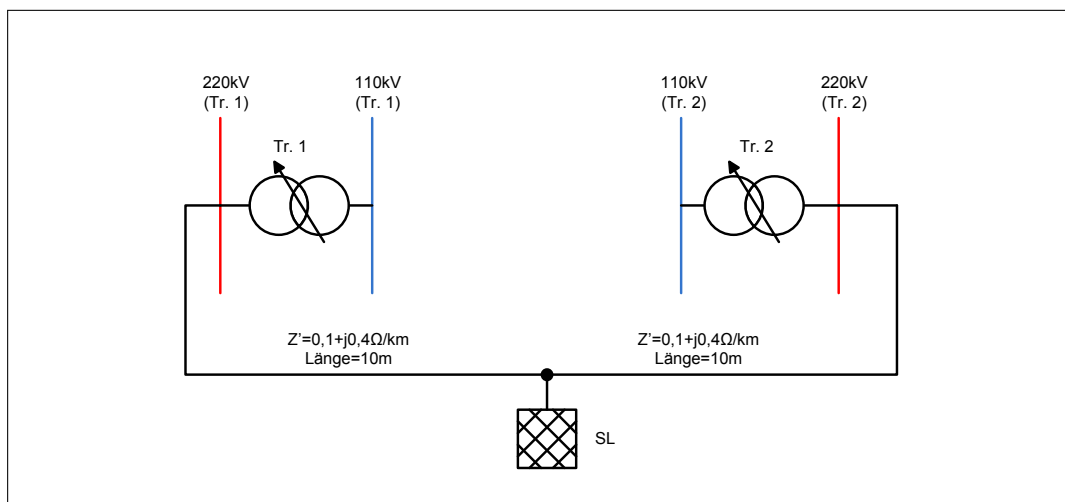 220kV
(Tr. 1)
110kV
(Tr. 1)
110kV
(Tr. 2)
220kV
(Tr. 2)
Tr. 1
Tr. 2
Z’=0,1+j0,4Ω/km
Länge=10m
Z’=0,1+j0,4Ω/km
Länge=10m
SL